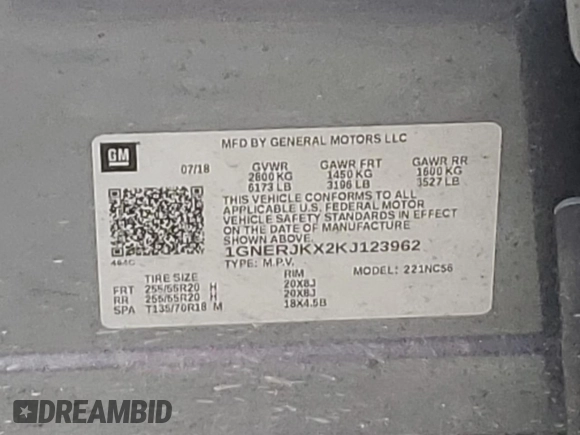 MFD BY GENERAL MOTORS LLC
GM
07/18
GVWR GAWR FRT GAWR RR
2800 KG 1450 KG 1600 KG
6173 LB 3196 LB 3527 LB
THIS VEHICLE CONFORMS TO ALL
APPLICABLE U.S. FEDERAL MOTOR
VEHICLE SAFETY STANDARDS IN EFFECT
ON THE DATE OF MANUFACTURE
SHOWN ABOVE.
1GNERJKX2KJ123962
TYPE: M.P.V. MODEL: 221NC56
TIRE SIZE RIM
FRT 255/55R20 H 20X8J
RR 255/55R20 H 20X8J
SPA T135/70R18 M 18X4.5B
DREAMBID